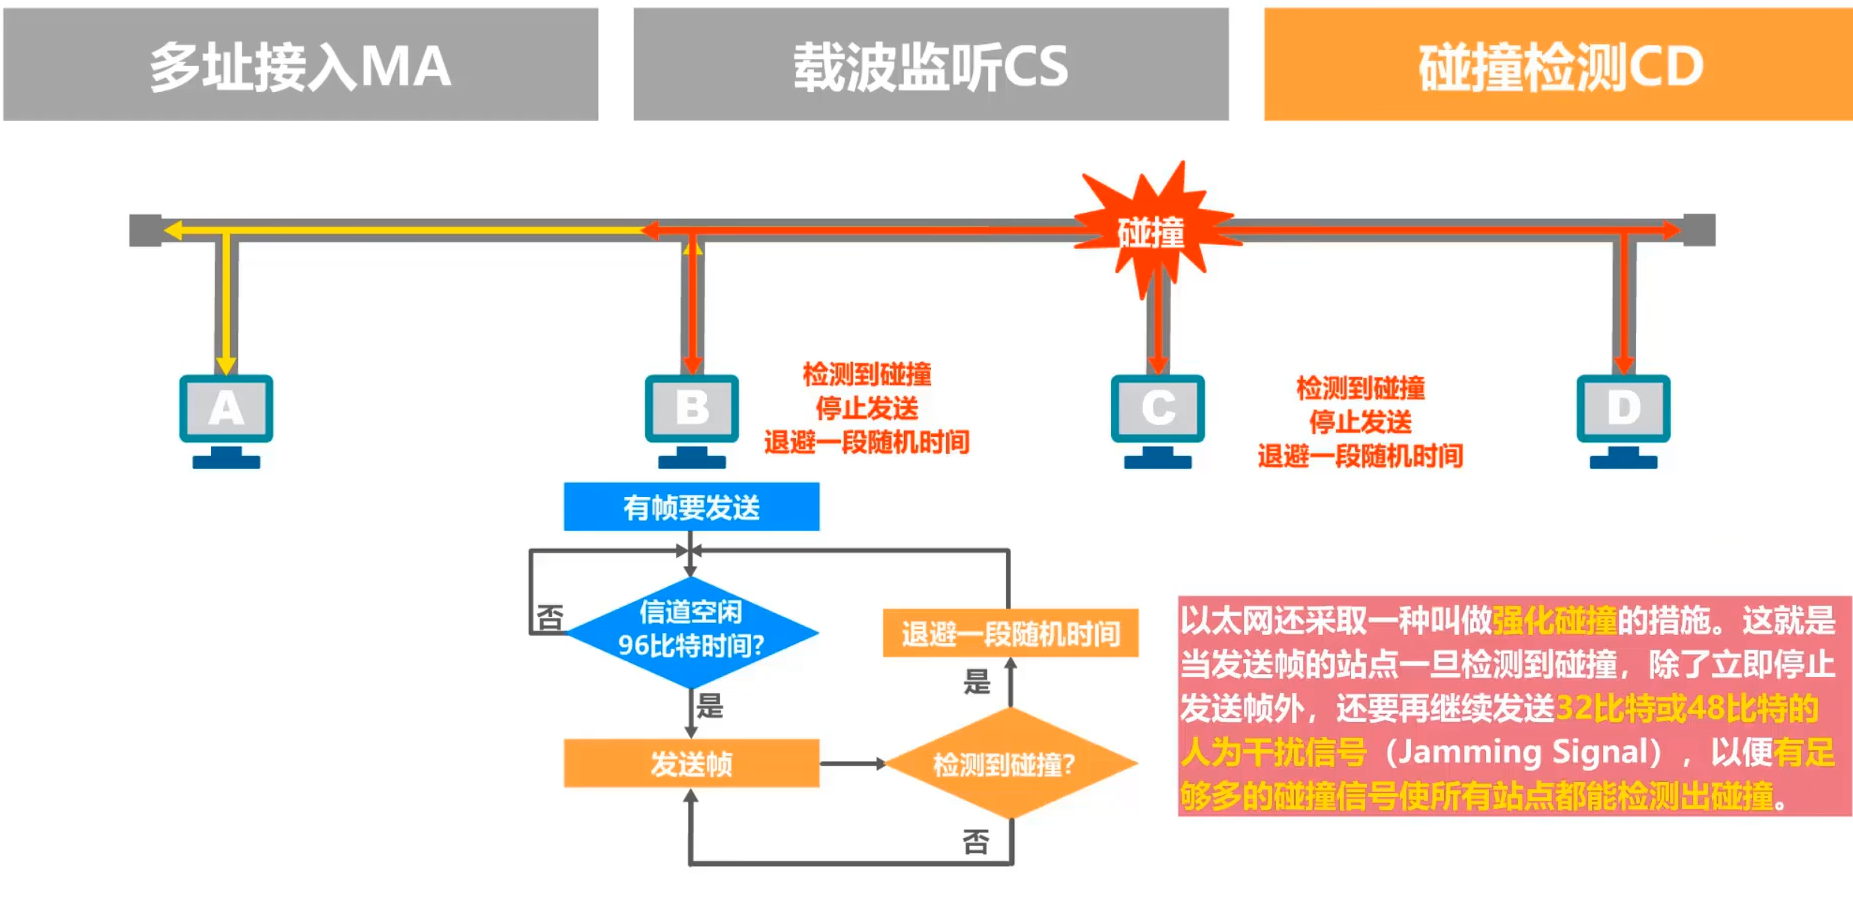 多址接入MA
载波监听CS
碰撞检测CD
碰撞
A
B
C
D
检测到碰撞
停止发送
退避一段随机时间
检测到碰撞
停止发送
退避一段随机时间
有帧要发送
否
信道空闲
96比特时间?
是
发送帧
检测到碰撞?
是
退避一段随机时间
否
以太网还采取一种叫做强化碰撞的措施。这就是
当发送帧的站点一旦检测到碰撞，除了立即停止
发送帧外，还要再继续发送32比特或48比特的
人为干扰信号（Jamming Signal），以便有足
够多的碰撞信号使所有站点都能检测出碰撞。